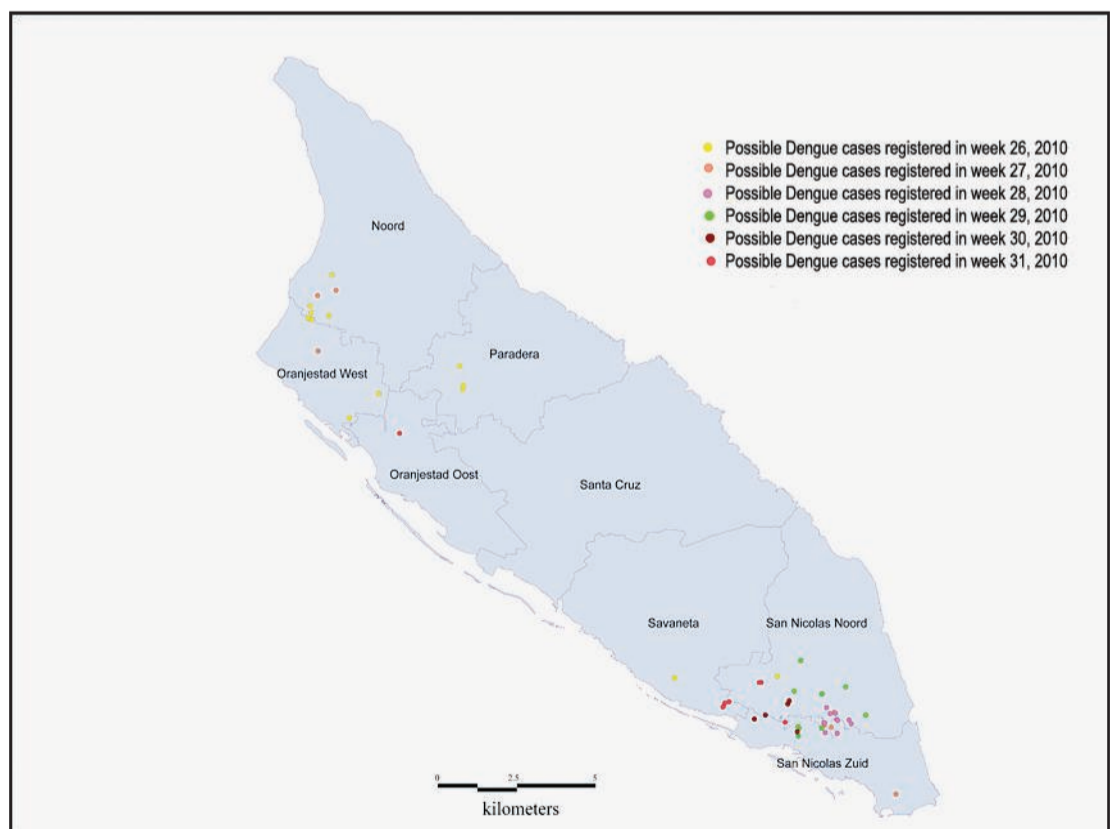 Possible Dengue cases registered in week 26, 2010
Possible Dengue cases registered in week 27, 2010
Possible Dengue cases registered in week 28, 2010
Possible Dengue cases registered in week 29, 2010
Possible Dengue cases registered in week 30, 2010
Possible Dengue cases registered in week 31, 2010
Noord
Paradera
Oranjestad West
Oranjestad Oost
Santa Cruz
Savaneta
San Nicolas Noord
San Nicolas Zuid
0 2.5 5
kilometers